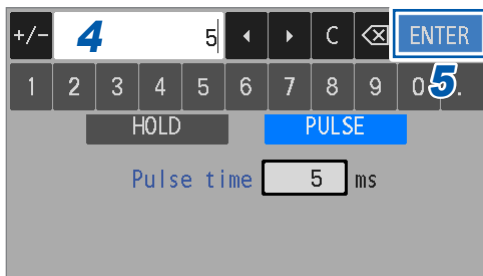 +/- 4 5 ◂ ▸ C ⌫ ENTER
1 2 3 4 5 6 7 8 9 0 5 .
HOLD PULSE
Pulse time 5 ms